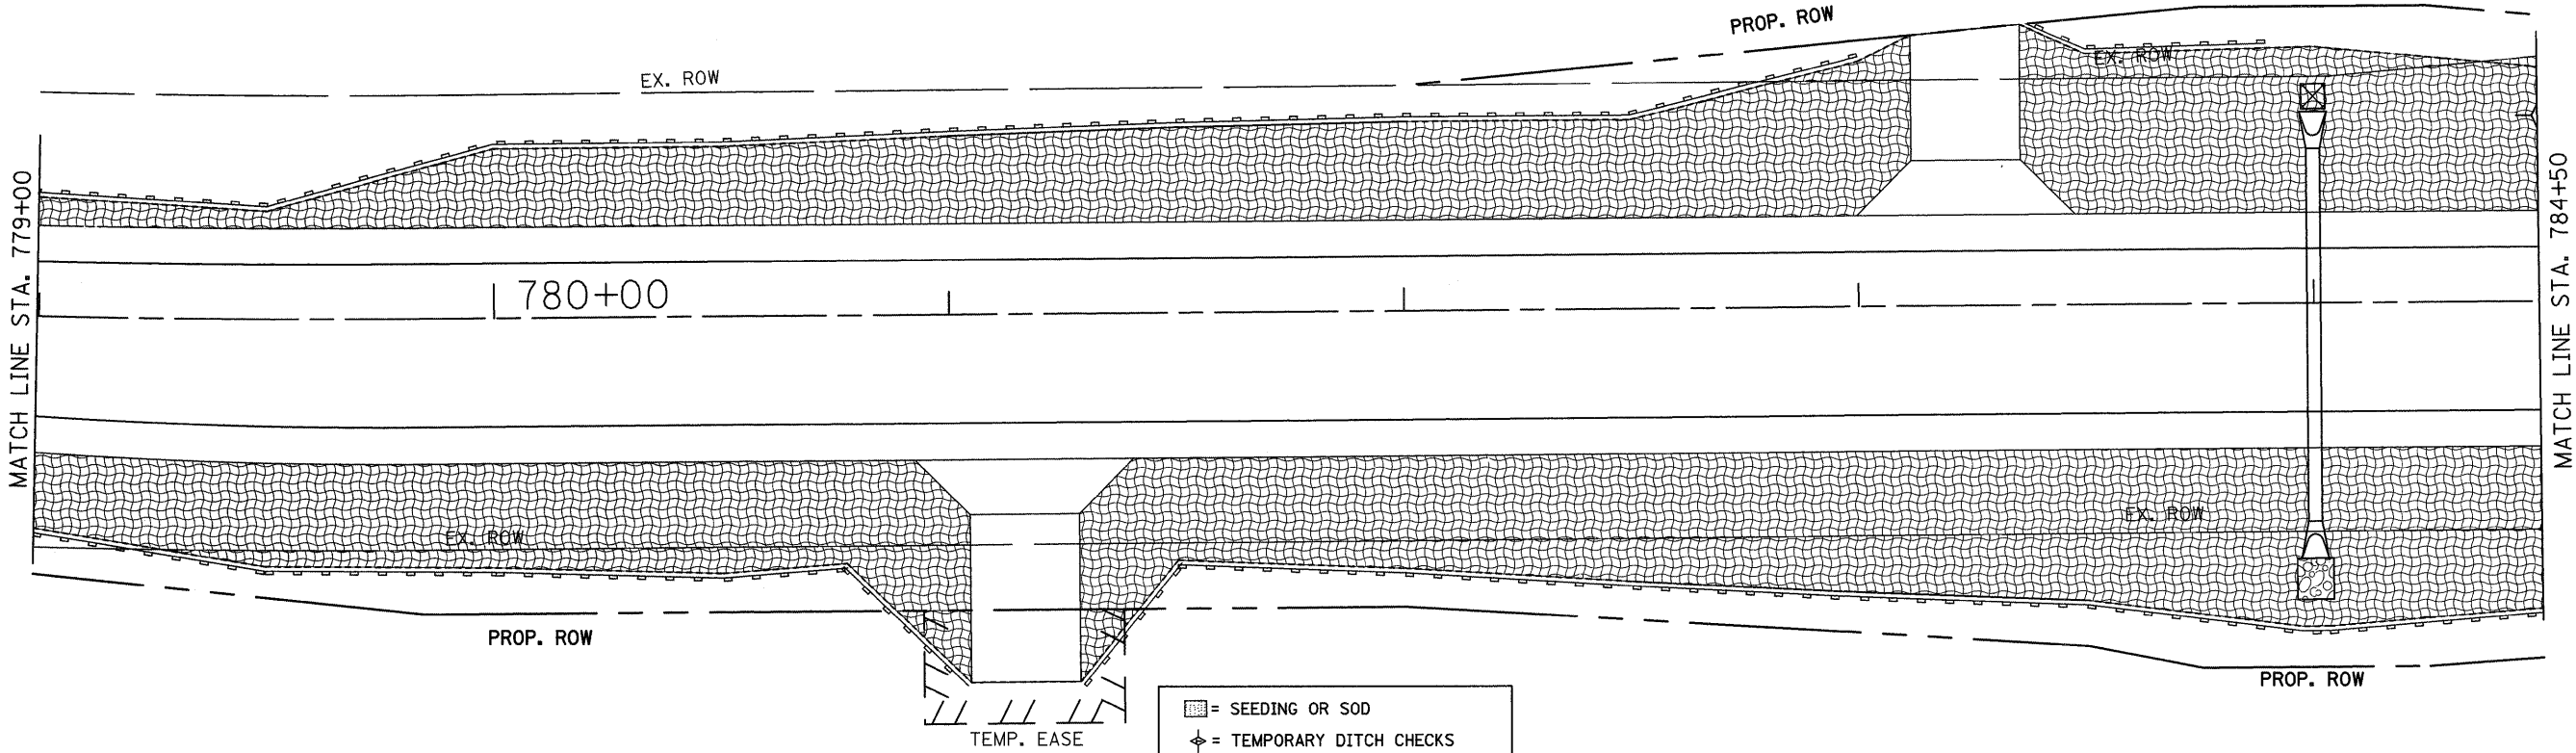 PROP. ROW
EX. ROW
EX. ROW
MATCH LINE STA. 779+00
MATCH LINE STA. 784+50
780+00
EX. ROW
EX. ROW
PROP. ROW
PROP. ROW
TEMP. EASE
= SEEDING OR SOD
= TEMPORARY DITCH CHECKS